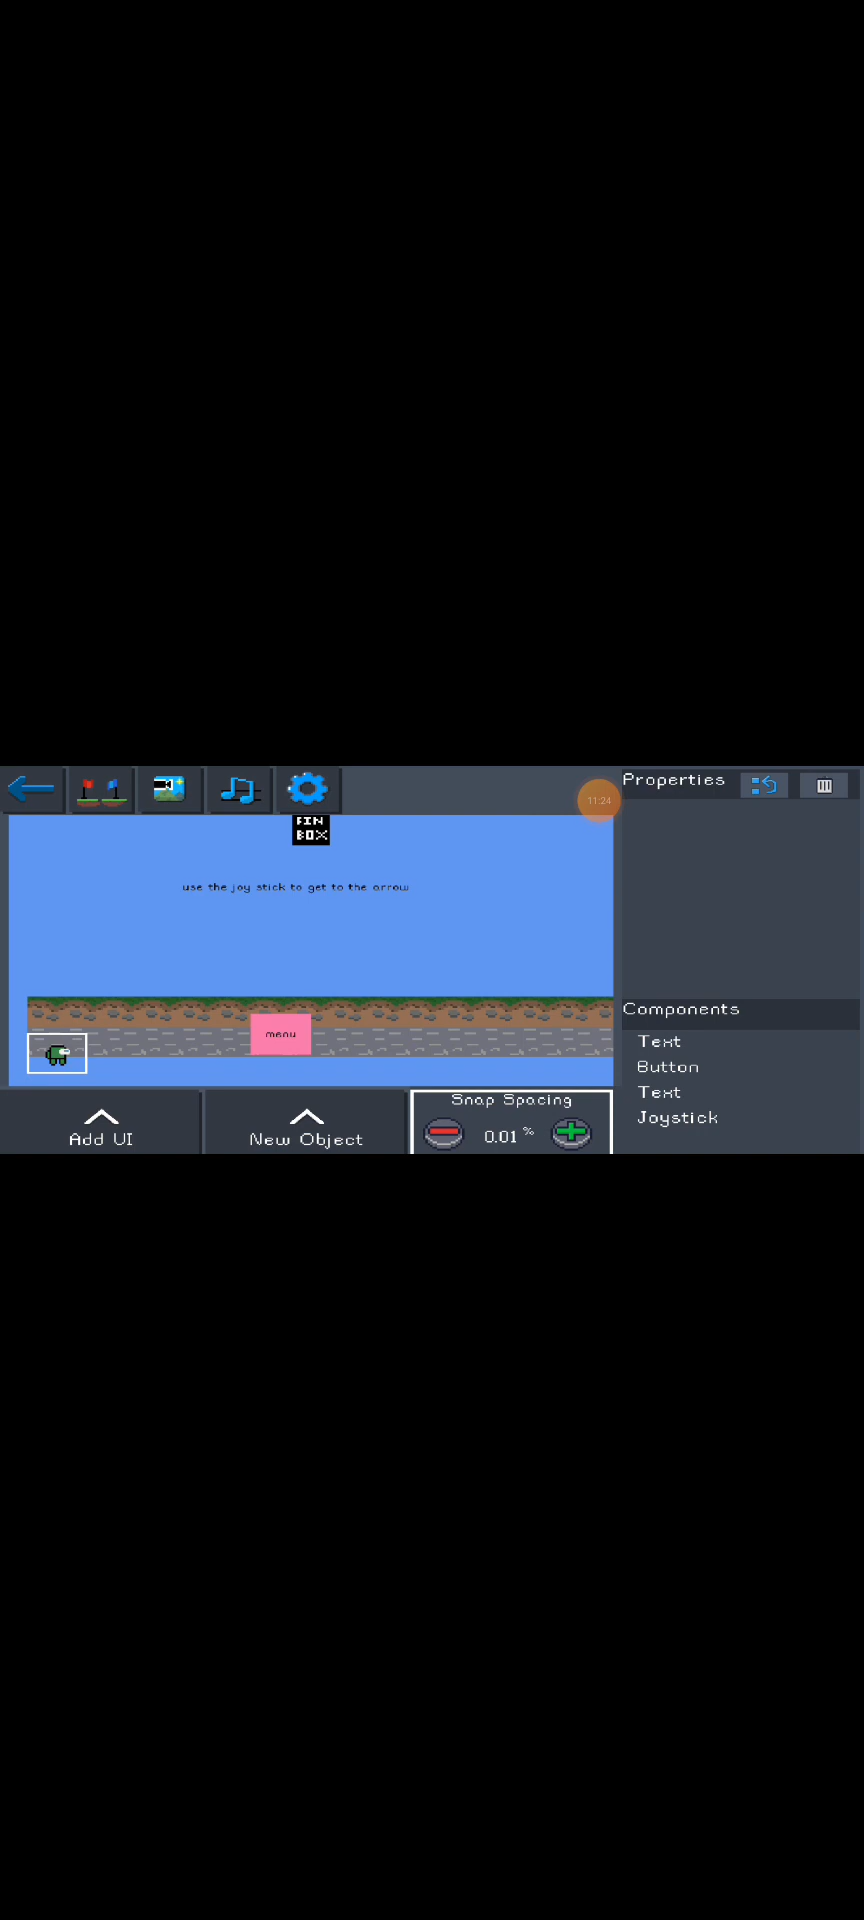 Properties
11:24
BOX
use the joy stick to get to the arrow
menu
Components
Text
Button
Text
Joystick
Add UI
New Object
Snap Spacing
0.01 %